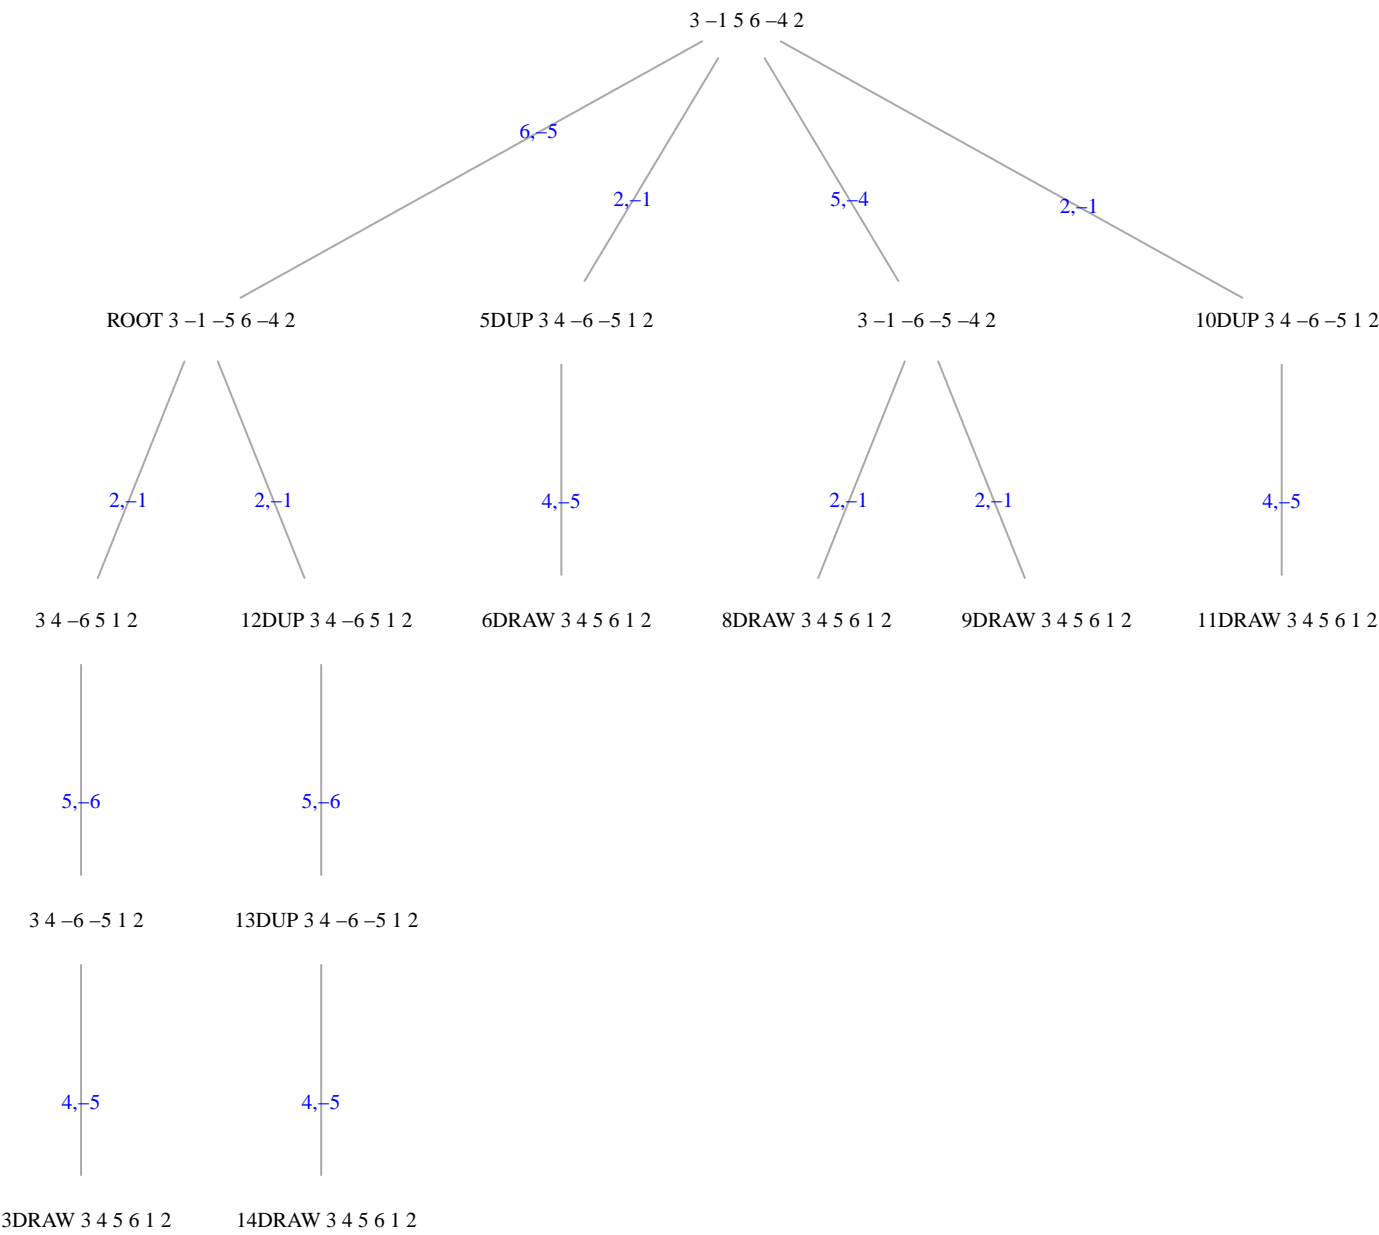 3 –1 5 6 –4 2
6,–5
2,–1
5,–4
2,–1
ROOT 3 –1 –5 6 –4 2
5DUP 3 4 –6 –5 1 2
3 –1 –6 –5 –4 2
10DUP 3 4 –6 –5 1 2
2,–1
2,–1
4,–5
2,–1
2,–1
4,–5
3 4 –6 5 1 2
12DUP 3 4 –6 5 1 2
6DRAW 3 4 5 6 1 2
8DRAW 3 4 5 6 1 2
9DRAW 3 4 5 6 1 2
11DRAW 3 4 5 6 1 2
5,–6
5,–6
3 4 –6 –5 1 2
13DUP 3 4 –6 –5 1 2
4,–5
4,–5
3DRAW 3 4 5 6 1 2
14DRAW 3 4 5 6 1 2